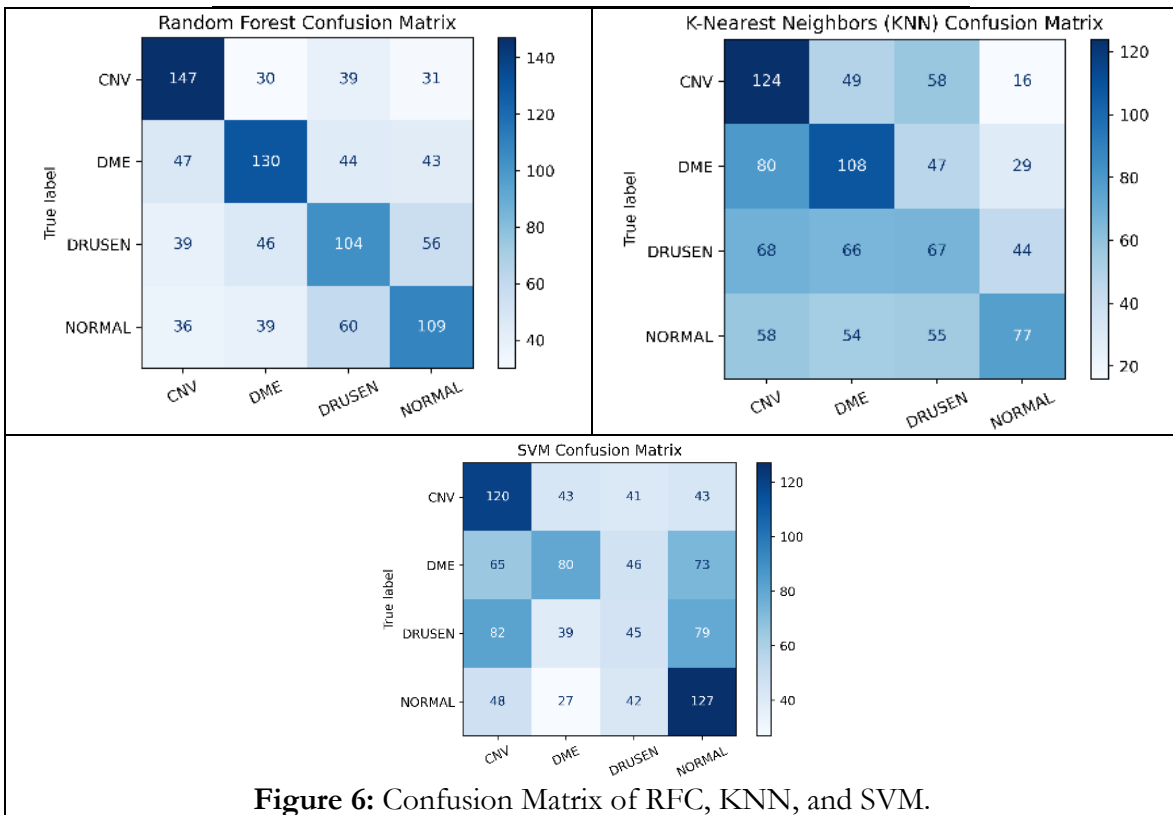 Random Forest Confusion Matrix
True label
CNV 147 30 39 31
DME 47 130 44 43
DRUSEN 39 46 104 56
NORMAL 36 39 60 109
CNV DME DRUSEN NORMAL
140
120
100
80
60
40
K-Nearest Neighbors (KNN) Confusion Matrix
True label
CNV 124 49 58 16
DME 80 108 47 29
DRUSEN 68 66 67 44
NORMAL 58 54 55 77
CNV DME DRUSEN NORMAL
120
100
80
60
40
20
SVM Confusion Matrix
True label
CNV 120 43 41 43
DME 65 80 46 73
DRUSEN 82 39 45 79
NORMAL 48 27 42 127
CNV DME DRUSEN NORMAL
120
100
80
60
40
Figure 6: Confusion Matrix of RFC, KNN, and SVM.